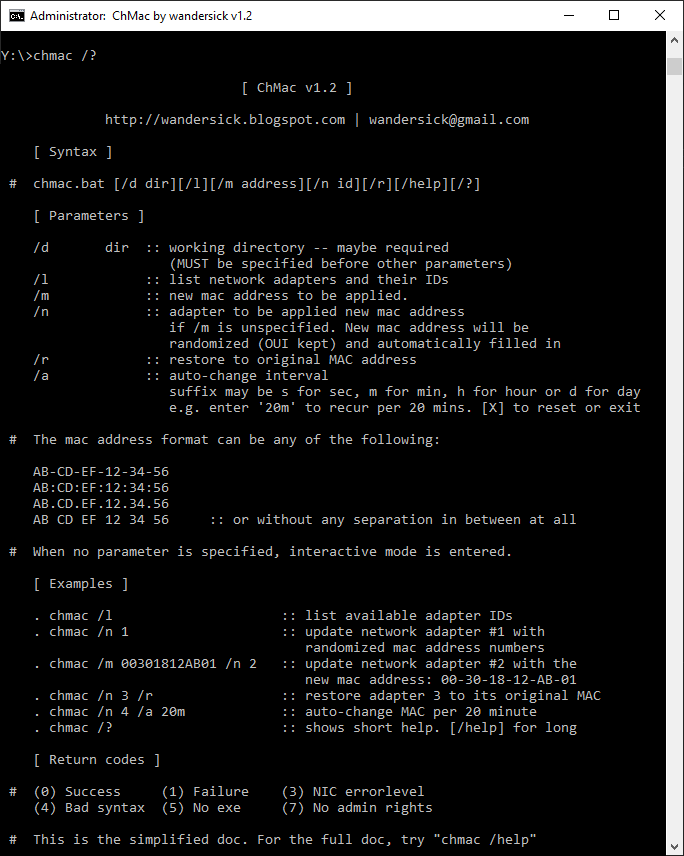 Administrator:  ChMac by wandersick v1.2
Y:\>chmac /?
[ ChMac v1.2 ]
http://wandersick.blogspot.com | wandersick@gmail.com
[ Syntax ]
#  chmac.bat [/d dir][/l][/m address][/n id][/r][/help][/?]
[ Parameters ]
/d       dir  :: working directory -- maybe required
(MUST be specified before other parameters)
/l            :: list network adapters and their IDs
/m            :: new mac address to be applied.
/n            :: adapter to be applied new mac address
if /m is unspecified. New mac address will be
randomized (OUI kept) and automatically filled in
/r            :: restore to original MAC address
/a            :: auto-change interval
suffix may be s for sec, m for min, h for hour or d for day
e.g. enter '20m' to recur per 20 mins. [X] to reset or exit
#  The mac address format can be any of the following:
AB-CD-EF-12-34-56
AB:CD:EF:12:34:56
AB.CD.EF.12.34.56
AB CD EF 12 34 56     :: or without any separation in between at all
#  When no parameter is specified, interactive mode is entered.
[ Examples ]
. chmac /l                     :: list available adapter IDs
. chmac /n 1                   :: update network adapter #1 with
randomized mac address numbers
. chmac /m 00301812AB01 /n 2   :: update network adapter #2 with the
new mac address: 00-30-18-12-AB-01
. chmac /n 3 /r                :: restore adapter 3 to its original MAC
. chmac /n 4 /a 20m            :: auto-change MAC per 20 minute
. chmac /?                     :: shows short help. [/help] for long
[ Return codes ]
#  (0) Success     (1) Failure    (3) NIC errorlevel
(4) Bad syntax  (5) No exe     (7) No admin rights
#  This is the simplified doc. For the full doc, try "chmac /help"